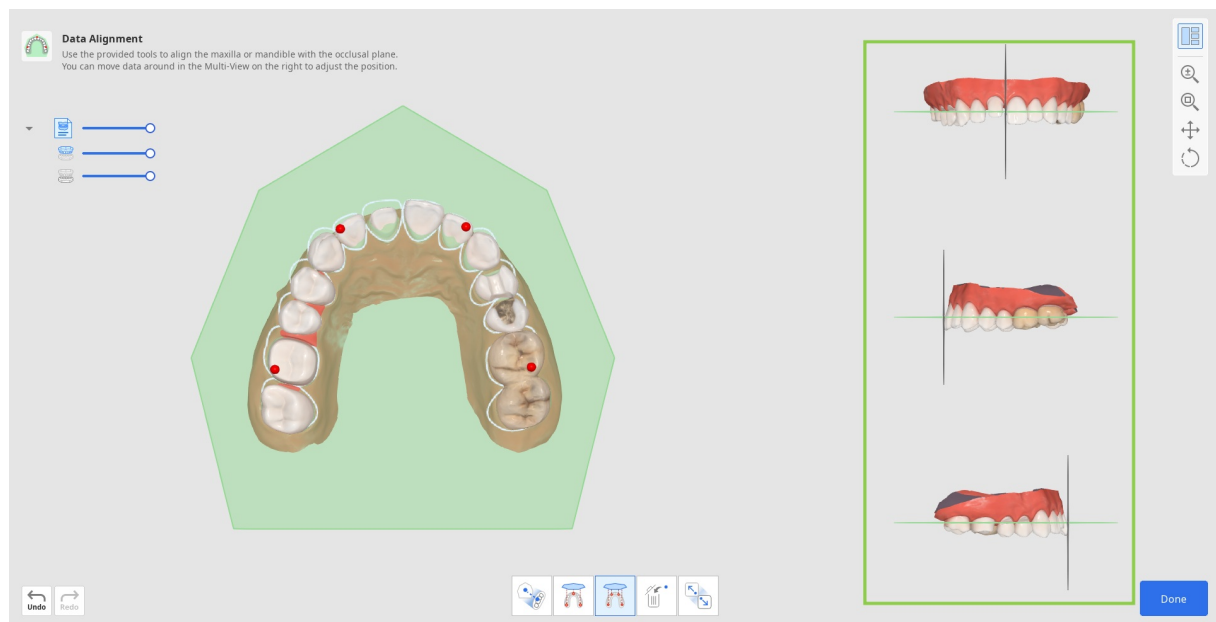 Data Alignment
Use the provided tools to align the maxilla or mandible with the occlusal plane.
You can move data around in the Multi-View on the right to adjust the position.
Undo
Redo
Done